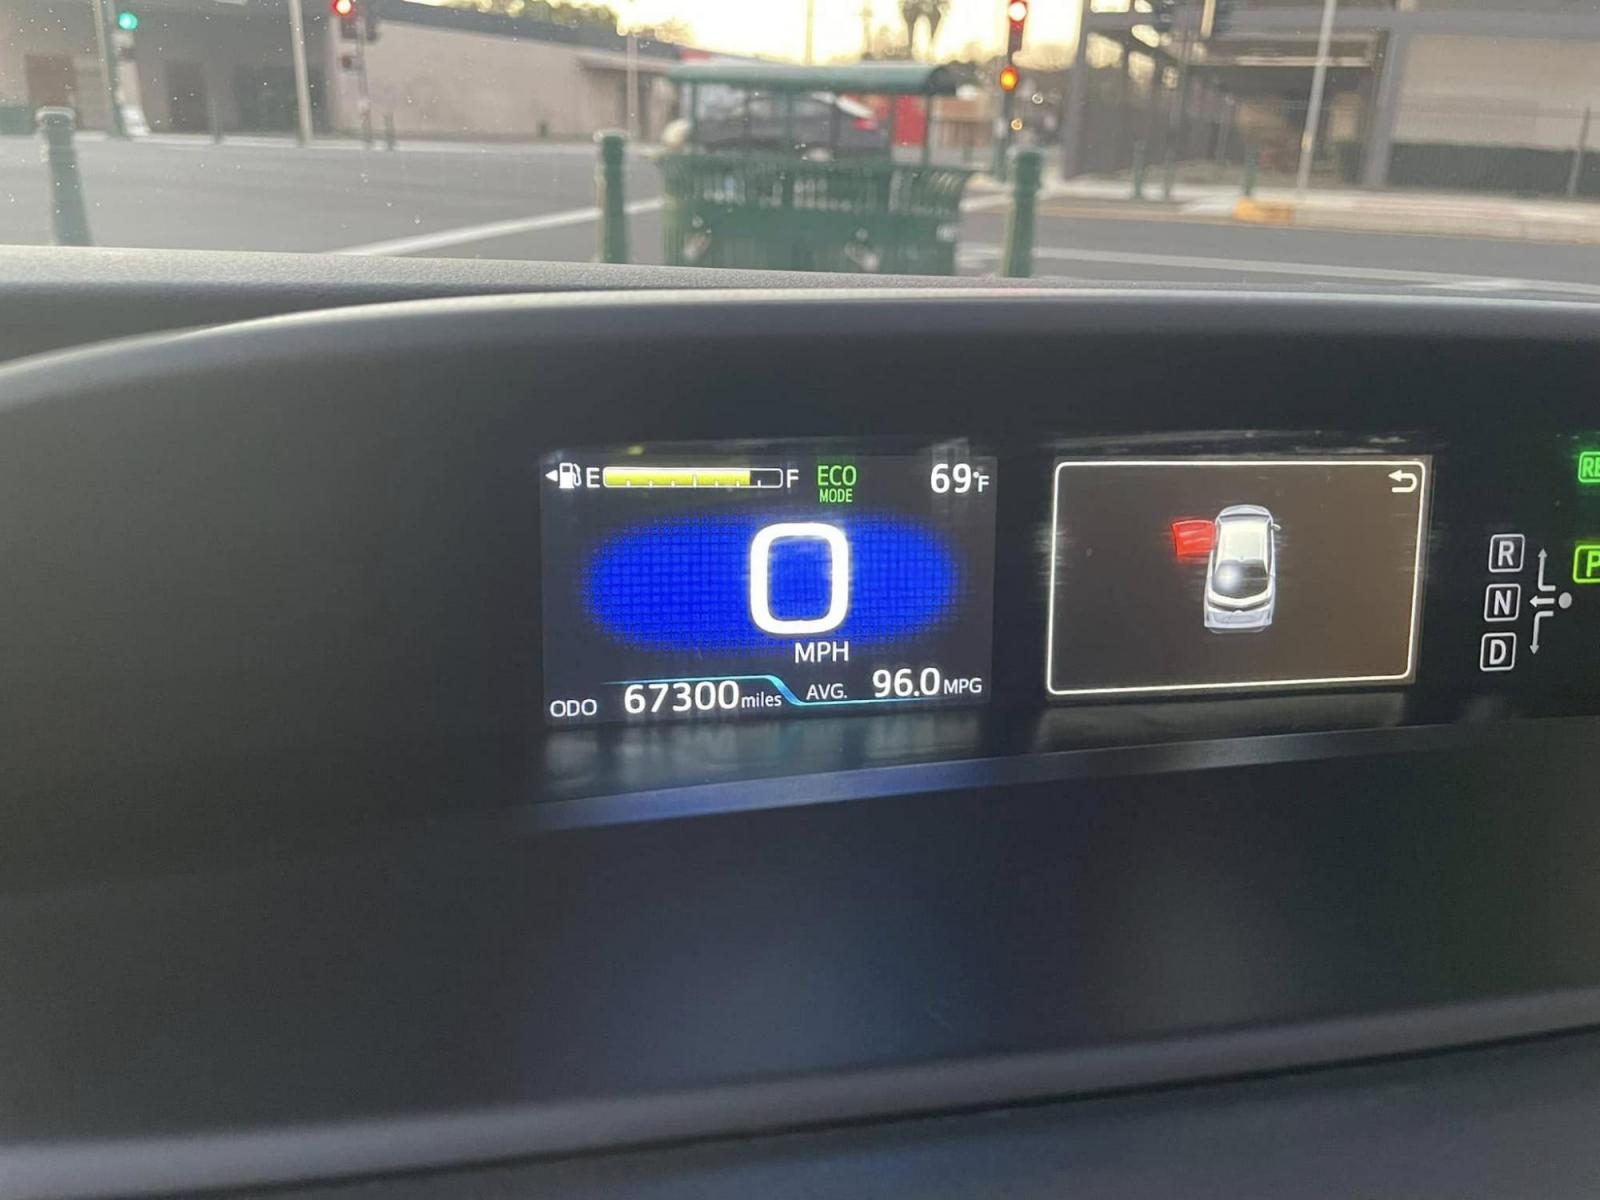 E F ECO MODE 69°F
0
MPH
ODO 67300 miles AVG. 96.0 MPG
R
N
D
P